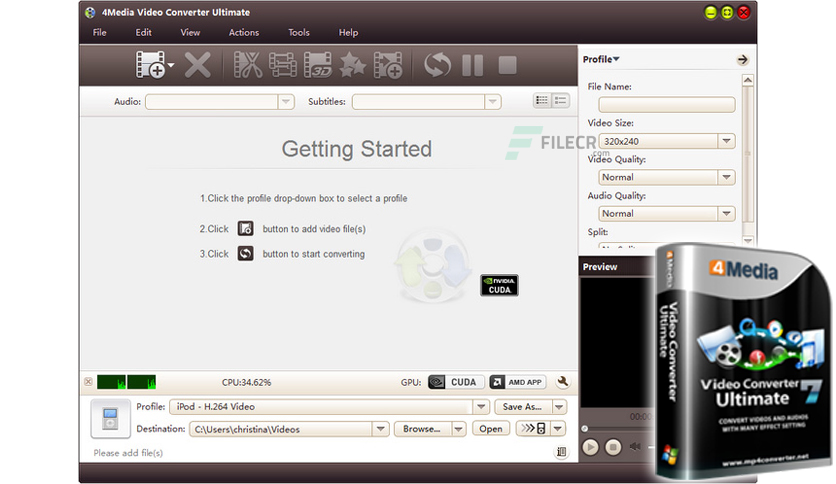 4Media Video Converter Ultimate
File Edit View Actions Tools Help
3D
Profile
File Name:
Audio: Subtitles:
Video Size:
320x240
FILECR
.com
Getting Started
Video Quality:
Normal
1.Click the profile drop-down box to select a profile
Audio Quality:
Normal
2.Click button to add video file(s)
Split:
3.Click button to start converting
NVIDIA
CUDA.
Preview
CPU:34.62% GPU: CUDA AMD APP
Profile: iPod - H.264 Video Save As...
Destination: C:\Users\christina\Videos Browse... Open
Please add file(s)
4Media
Video Converter
Ultimate 7
CONVERT VIDEOS AND AUDIOS
WITH MANY EFFECT SETTING
www.mp4converter.net
4Media
Video Converter
Ultimate